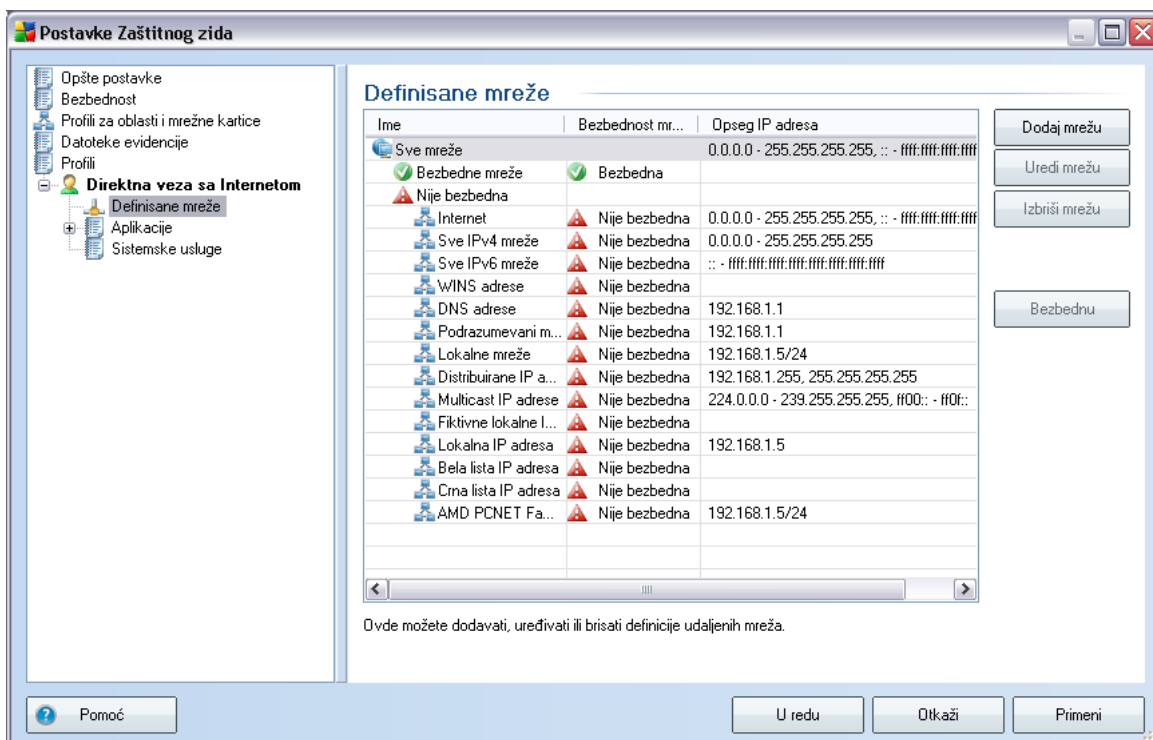 Postavke Zaštitnog zida
Opšte postavke
Bezbednost
Profili za oblasti i mrežne kartice
Datoteke evidencije
Profili
Direktna veza sa Internetom
Definisane mreže
Aplikacije
Sistemske usluge
Definisane mreže
Ime Bezbednost mr... Opseg IP adresa
Sve mreže 0.0.0.0 - 255.255.255.255, :: - ffff:ffff:ffff:ffff
Bezbedne mreže Bezbedna
Nije bezbedna
Internet Nije bezbedna 0.0.0.0 - 255.255.255.255, :: - ffff:ffff:ffff:ffff
Sve IPv4 mreže Nije bezbedna 0.0.0.0 - 255.255.255.255
Sve IPv6 mreže Nije bezbedna :: - ffff:ffff:ffff:ffff:ffff:ffff:ffff:ffff
WINS adrese Nije bezbedna
DNS adrese Nije bezbedna 192.168.1.1
Podrazumevani m... Nije bezbedna 192.168.1.1
Lokalne mreže Nije bezbedna 192.168.1.5/24
Distribuirane IP a... Nije bezbedna 192.168.1.255, 255.255.255.255
Multicast IP adrese Nije bezbedna 224.0.0.0 - 239.255.255.255, ff00:: - ff0f::
Fiktivne lokalne I... Nije bezbedna
Lokalna IP adresa Nije bezbedna 192.168.1.5
Bela lista IP adresa Nije bezbedna
Crna lista IP adresa Nije bezbedna
AMD PCNET Fa... Nije bezbedna 192.168.1.5/24
Dodaj mrežu
Uredi mrežu
Izbriši mrežu
Bezbednu
Ovde možete dodavati, uređivati ili brisati definicije udaljenih mreža.
Pomoć
U redu
Otkaži
Primeni